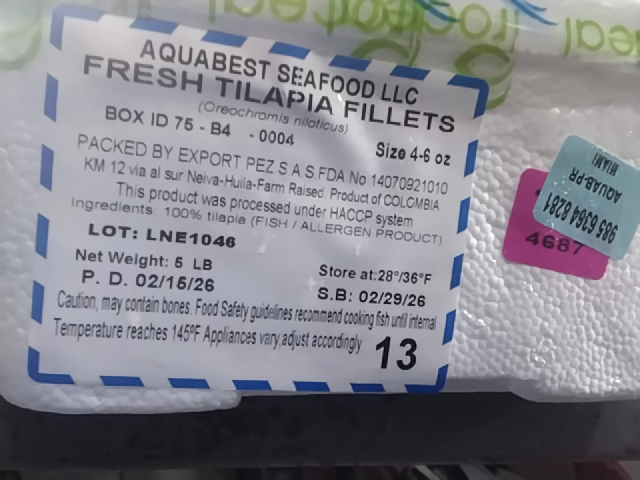 AQUABEST SEAFOOD LLC
FRESH TILAPIA FILLETS
(Oreochromis niloticus)
BOX ID 75 - B4 - 0004
Size 4-6 oz
PACKED BY EXPORT PEZ S.A.S.FDA No 14070921010
KM 12 via al sur Neiva-Huila-Farm Raised. Product of COLOMBIA
This product was processed under HACCP system
Ingredients: 100% tilapia (FISH / ALLERGEN PRODUCT)
LOT: LNE1046
Net Weight: 5 LB
Store at:28°/36°F
P. D. 02/15/26
S.B: 02/29/26
Caution, may contain bones. Food Safety guidelines recommend cooking fish until internal
Temperature reaches 145°F Appliances vary,adjust accordingly
13
AQUAB-PR
MIAMI
985 6364 8281
4687